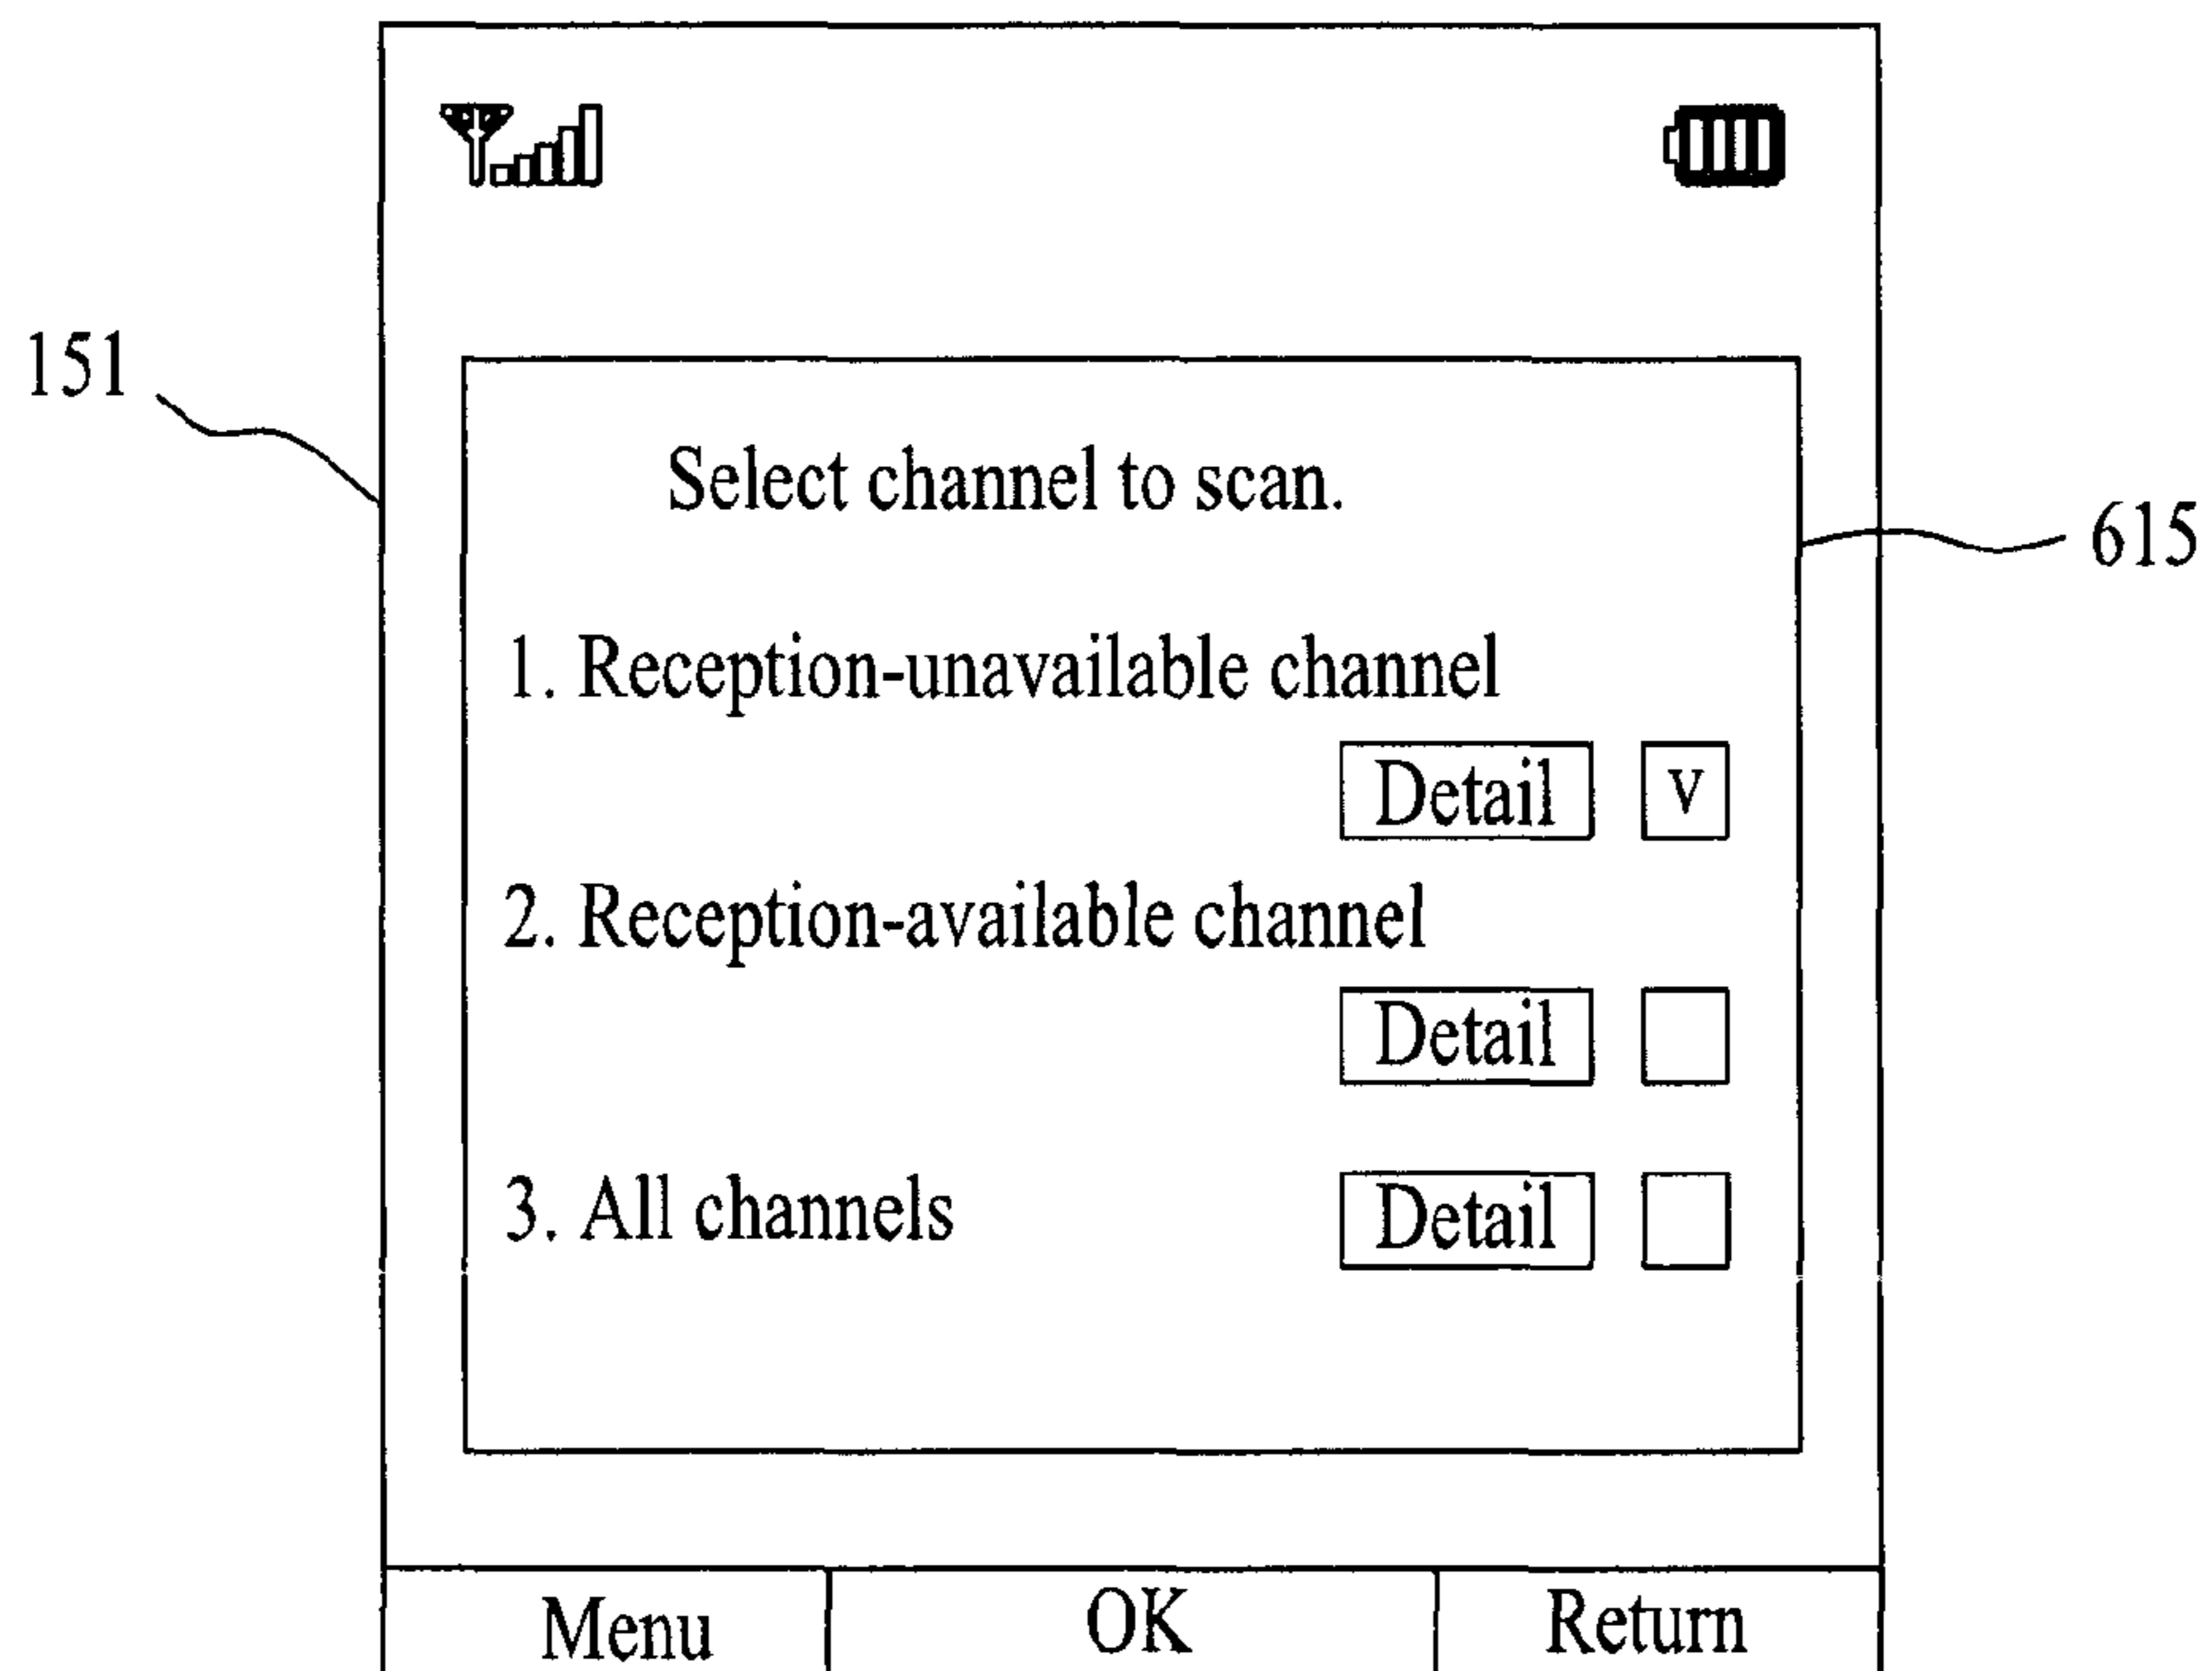 151
Select channel to scan.
615
1. Reception-unavailable channel
Detail v
2. Reception-available channel
Detail
3. All channels Detail
Menu OK Return